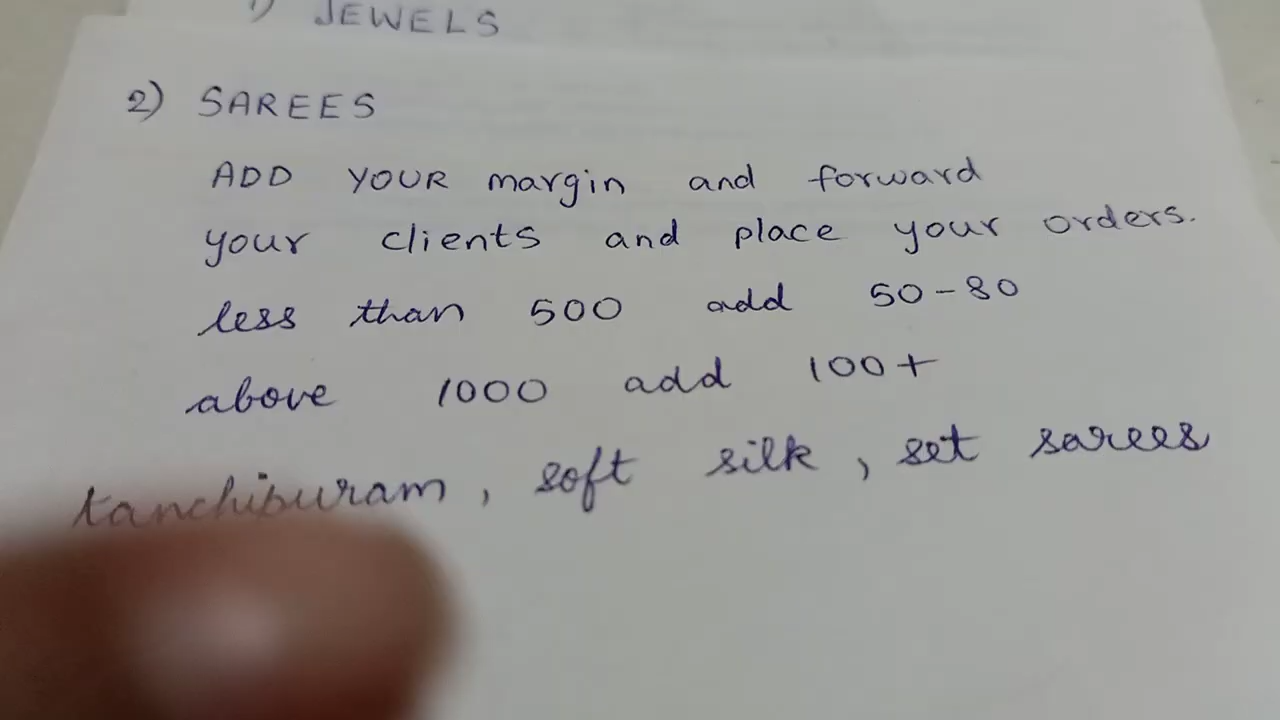 1) JEWELS
2) SAREES
ADD YOUR margin and forward
your clients and place your orders.
less than 500 add 50-80
above 1000 add 100+
kanchipuram, soft silk, set sarees